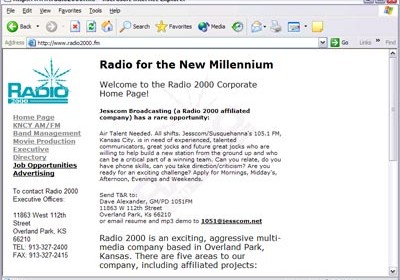 File Edit View Favorites Tools Help
Back Search Favorites Media
Address http://www.radio2000.fm Go Links
RADIO
2000
Home Page
KNCY AM/FM
Band Management
Movie Production
Executive
Directory
Job Opportunities
Advertising
To contact Radio 2000
Executive Offices:
11863 West 112th
Street
Overland Park, KS
66210
TEL: 913-327-2400
FAX: 913-327-2415
Radio for the New Millennium
Welcome to the Radio 2000 Corporate
Home Page!
Jesscom Broadcasting (a Radio 2000 affiliated
company) has a rare opportunity:
Air Talent Needed. All shifts. Jesscom/Susquehanna's 105.1 FM,
Kansas City, is in need of experienced, talented
communicators, great jocks and future great jocks who are
willing to help build a new station from the ground up and who
can be a critical part of a winning team. Can you relate, do you
have phone skills, can you take direction/criticism? Are you
ready for an exciting challenge? Apply for Mornings, Midday's,
Afternoon, Evenings and Weekends.
Send T&R to:
Dave Alexander, GM/PD 1051FM
11863 W 112th Street
Overland Park, KS 66210
or email resume and mp3 demo to 1051@jesscom.net
Radio 2000 is an exciting, aggressive multi-
media company based in Overland Park,
Kansas. There are five areas to our
company, including affiliated projects: